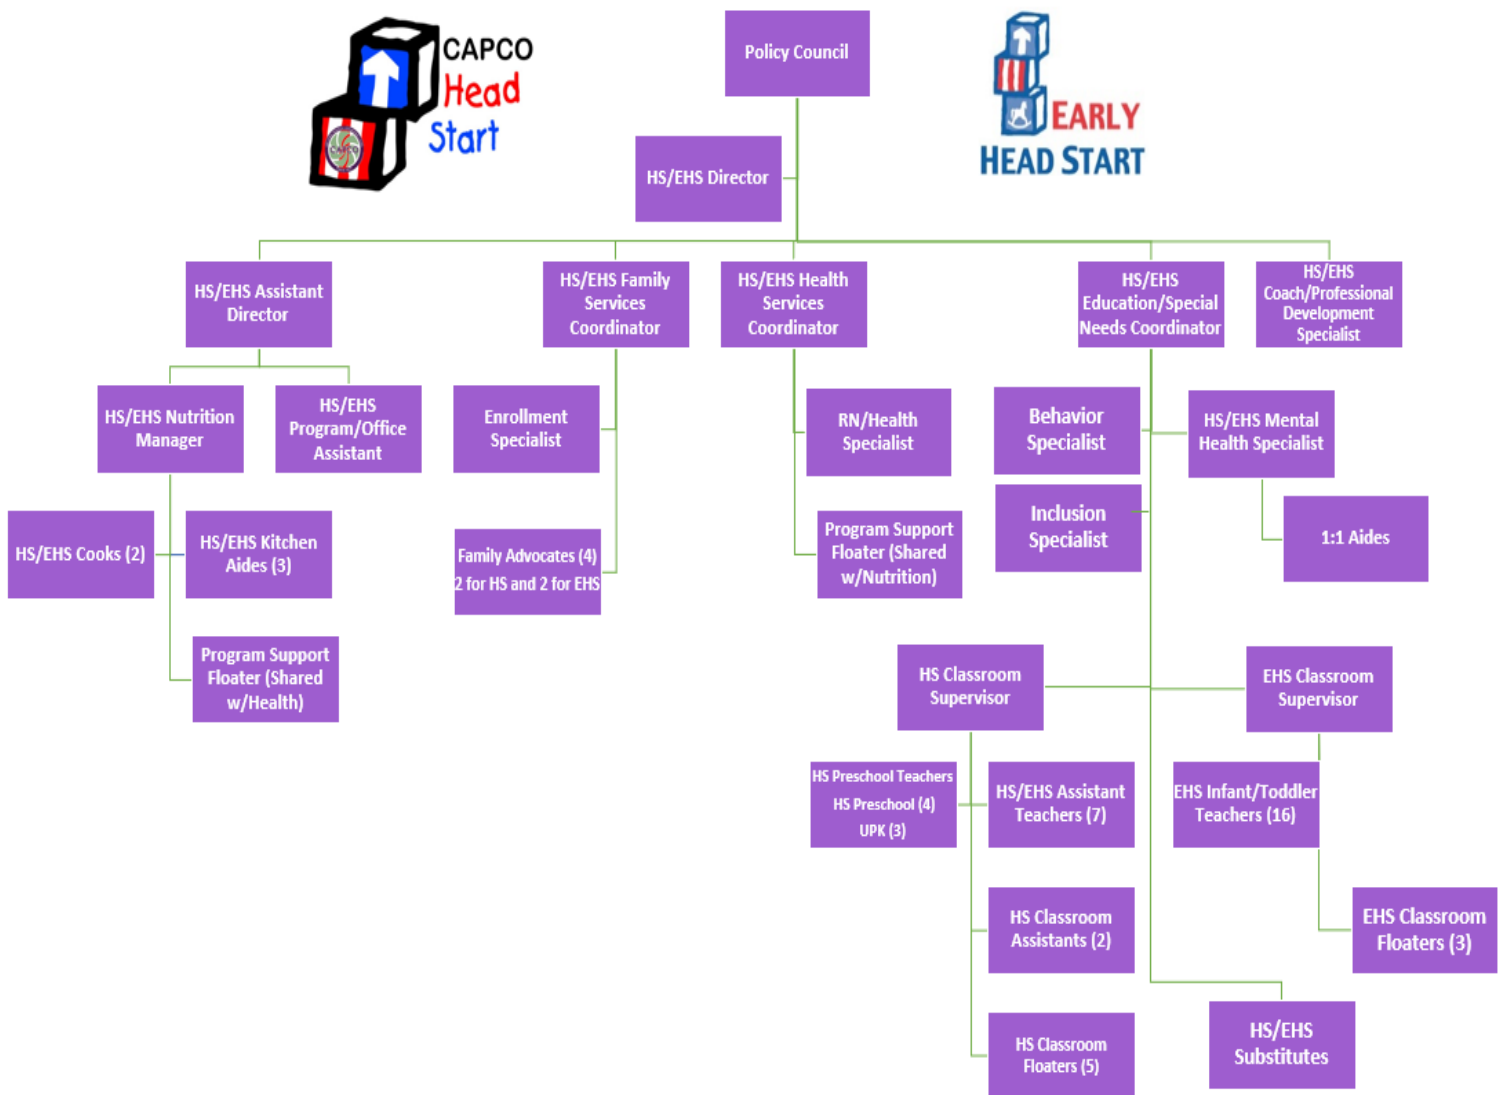 CAPCO
Head
Start
CAPCO
EARLY
HEAD START
Policy Council
HS/EHS Director
HS/EHS Assistant
Director
HS/EHS Family
Services
Coordinator
HS/EHS Health
Services
Coordinator
HS/EHS
Education/Special
Needs Coordinator
HS/EHS
Coach/Professional
Development
Specialist
HS/EHS Nutrition
Manager
HS/EHS
Program/Office
Assistant
Enrollment
Specialist
RN/Health
Specialist
Behavior
Specialist
HS/EHS Mental
Health Specialist
HS/EHS Cooks (2)
HS/EHS Kitchen
Aides (3)
Family Advocates (4)
2 for HS and 2 for EHS
Program Support
Floater (Shared
w/Nutrition)
Inclusion
Specialist
1:1 Aides
Program Support
Floater (Shared
w/Health)
HS Classroom
Supervisor
EHS Classroom
Supervisor
HS Preschool Teachers
HS Preschool (4)
UPK (3)
HS/EHS Assistant
Teachers (7)
EHS Infant/Toddler
Teachers (16)
HS Classroom
Assistants (2)
EHS Classroom
Floaters (3)
HS Classroom
Floaters (5)
HS/EHS
Substitutes